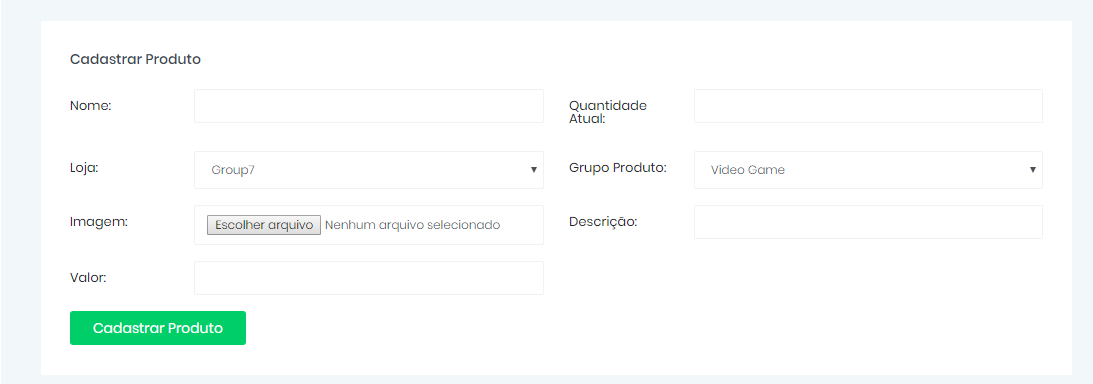 Cadastrar Produto
Nome:
Quantidade
Atual:
Loja:
Group7
Grupo Produto:
Video Game
Imagem:
Escolher arquivo Nenhum arquivo selecionado
Descrição:
Valor:
Cadastrar Produto